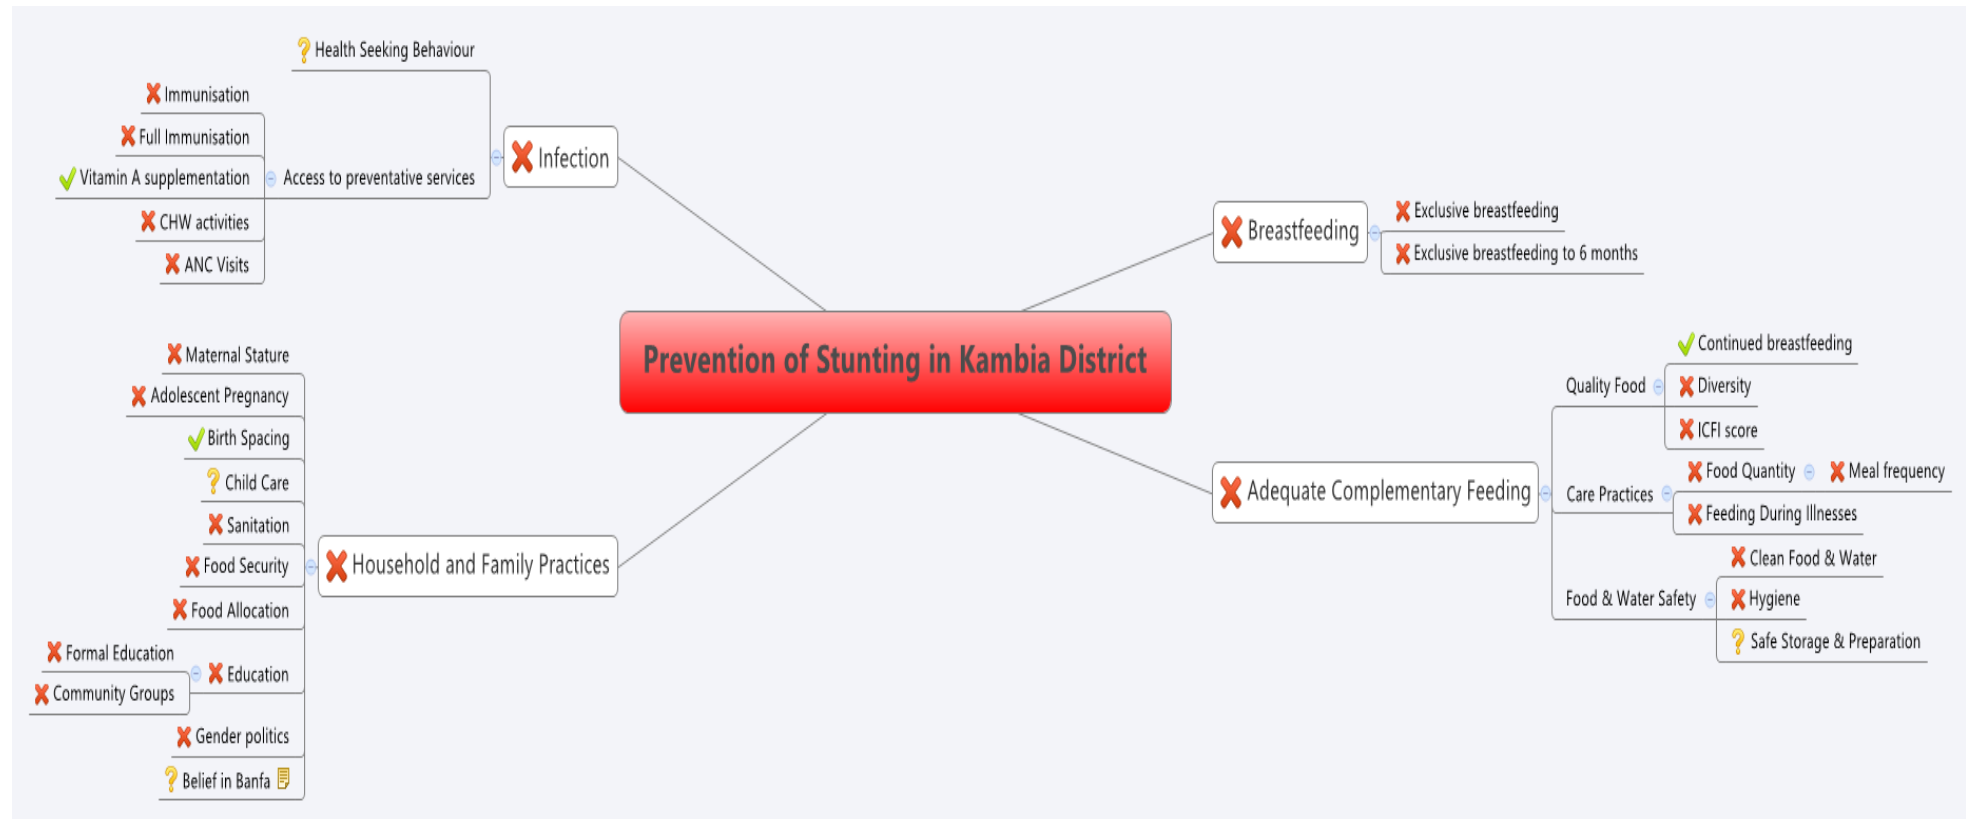 Health Seeking Behaviour
Immunisation
Full Immunisation
Vitamin A supplementation
CHW activities
ANC Visits
Access to preventative services
Infection
Breastfeeding
Exclusive breastfeeding
Exclusive breastfeeding to 6 months
Prevention of Stunting in Kambia District
Maternal Stature
Adolescent Pregnancy
Birth Spacing
Child Care
Sanitation
Food Security
Food Allocation
Formal Education
Community Groups
Education
Gender politics
Belief in Banfa
Household and Family Practices
Adequate Complementary Feeding
Quality Food
Continued breastfeeding
Diversity
ICFI score
Care Practices
Food Quantity
Meal frequency
Feeding During Illnesses
Food & Water Safety
Clean Food & Water
Hygiene
Safe Storage & Preparation